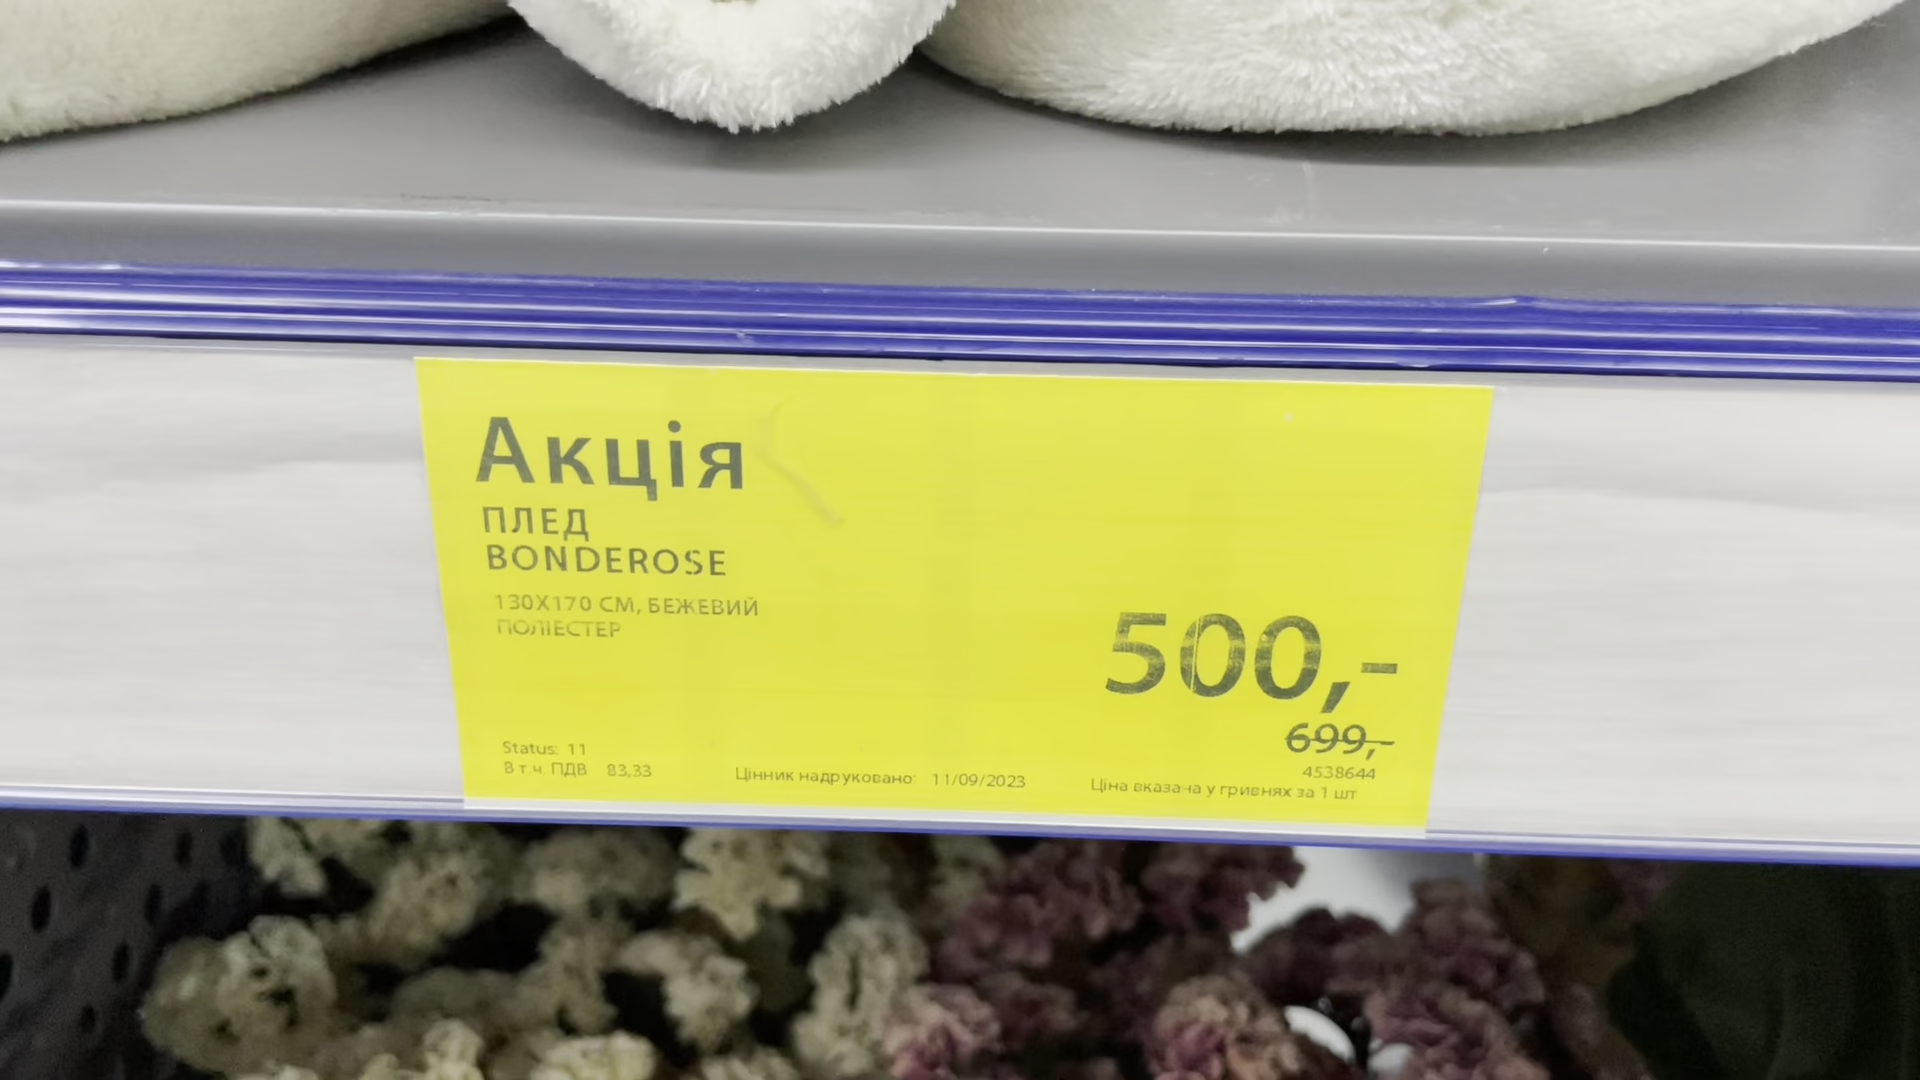 Акція
ПЛЕД
BONDEROSE
130X170 СМ, БЕЖЕВИЙ
ПОЛІЕСТЕР
500,-
699,-
4538644
Status: 11
В т.ч. ПДВ 83,33
Цінник надруковано: 11/09/2023
Ціна вказана у гривнях за 1 шт